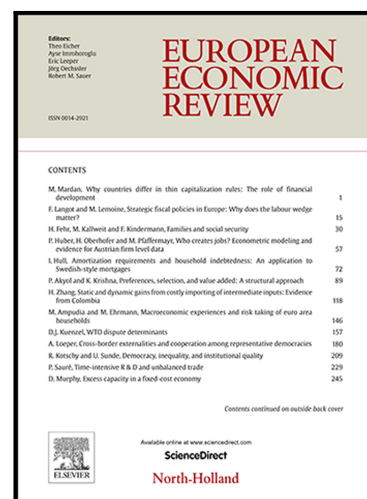 Editors:
Theo Eicher
Ayse Imrohoroglu
Eric Leeper
Jörg Oechssler
Robert M. Sauer
ISSN 0014-2921
EUROPEAN
ECONOMIC
REVIEW
CONTENTS
M. Mardan, Why countries differ in thin capitalization rules: The role of financial
development 1
F. Langot and M. Lemoine, Strategic fiscal policies in Europe: Why does the labour wedge
matter? 15
H. Fehr, M. Kallweit and F. Kindermann, Families and social security 30
P. Huber, H. Oberhofer and M. Pfaffermayr, Who creates jobs? Econometric modeling and
evidence for Austrian firm level data 57
I. Hull, Amortization requirements and household indebtedness: An application to
Swedish-style mortgages 72
P. Akyol and K. Krishna, Preferences, selection, and value added: A structural approach 89
H. Zhang, Static and dynamic gains from costly importing of intermediate inputs: Evidence
from Colombia 118
M. Ampudia and M. Ehrmann, Macroeconomic experiences and risk taking of euro area
households 146
D.J. Kuenzel, WTO dispute determinants 157
A. Loeper, Cross-border externalities and cooperation among representative democracies 180
R. Kotschy and U. Sunde, Democracy, inequality, and institutional quality 209
P. Sauré, Time-intensive R & D and unbalanced trade 229
D. Murphy, Excess capacity in a fixed-cost economy 245
Contents continued on outside back cover
ELSEVIER
Available online at www.sciencedirect.com
ScienceDirect
North-Holland